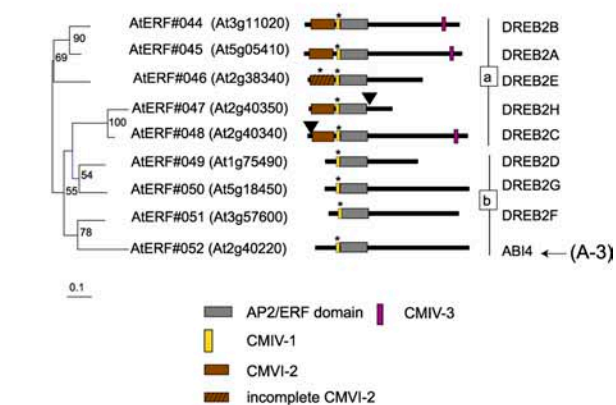 AtERF#044 (At3g11020) DREB2B
90
AtERF#045 (At5g05410) DREB2A
69
AtERF#046 (At2g38340) DREB2E
a
AtERF#047 (At2g40350) DREB2H
100
AtERF#048 (At2g40340) DREB2C
AtERF#049 (At1g75490) DREB2D
54
AtERF#050 (At5g18450) DREB2G
55
b
AtERF#051 (At3g57600) DREB2F
78
AtERF#052 (At2g40220) ABI4 ← (A-3)
0.1
AP2/ERF domain CMIV-3
CMIV-1
CMVI-2
incomplete CMVI-2